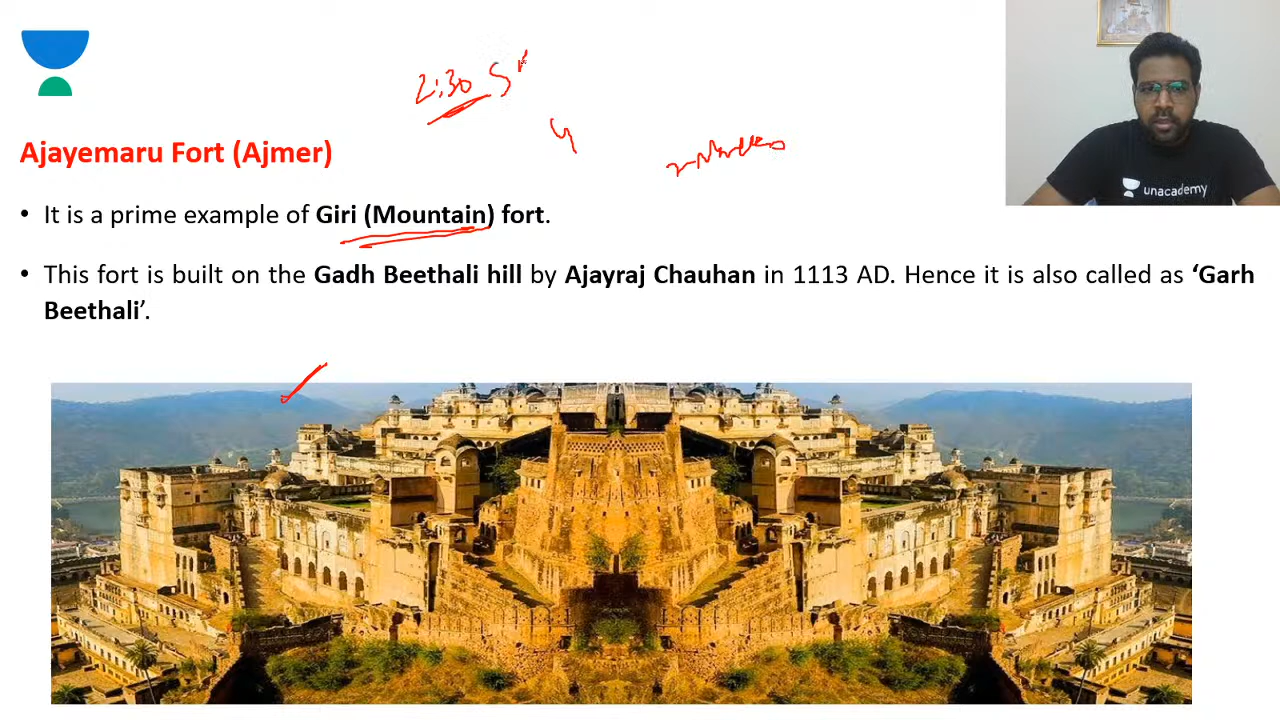 2:30
unacademy
Ajayemaru Fort (Ajmer)
• It is a prime example of Giri (Mountain) fort.
• This fort is built on the Gadh Beethali hill by Ajayraj Chauhan in 1113 AD. Hence it is also called as ‘Garh
Beethali’.